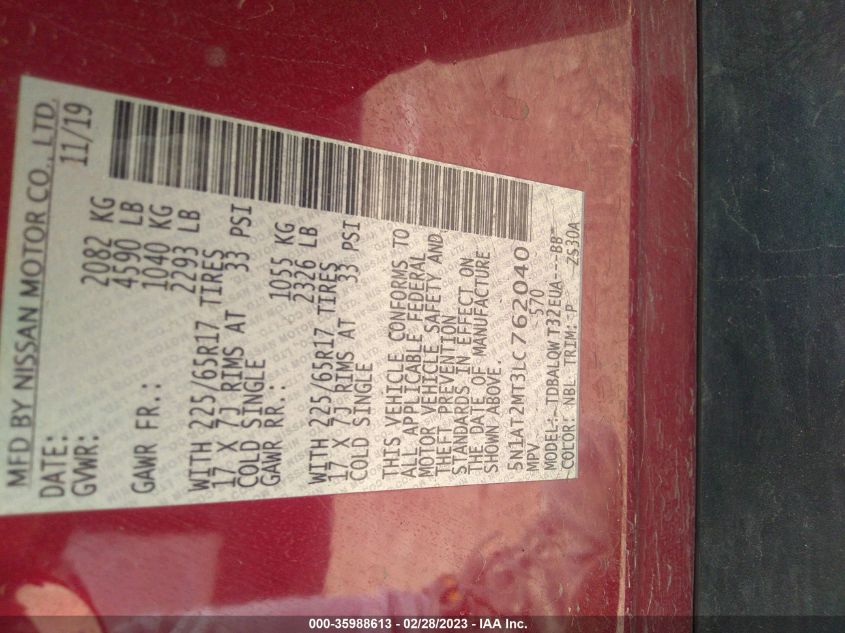 MFD BY NISSAN MOTOR CO., LTD.
DATE: 11/19
GVWR: 2082 KG
4590 LB
GAWR FR.: 1040 KG
2293 LB
WITH 225/65R17 TIRES
17 X 7J RIMS AT 33 PSI
COLD SINGLE
GAWR RR.: 1055 KG
2326 LB
WITH 225/65R17 TIRES
17 X 7J RIMS AT 33 PSI
COLD SINGLE
THIS VEHICLE CONFORMS TO
ALL APPLICABLE FEDERAL
MOTOR VEHICLE SAFETY AND
THEFT PREVENTION
STANDARDS IN EFFECT ON
THE DATE OF MANUFACTURE
SHOWN ABOVE.
5N1AT2MT3LC762040
MPV -570
MODEL: TDBALQW T32EUA---BB
COLOR: NBL TRIM: P ZS30A
000-35988613 - 02/28/2023 - IAA Inc.